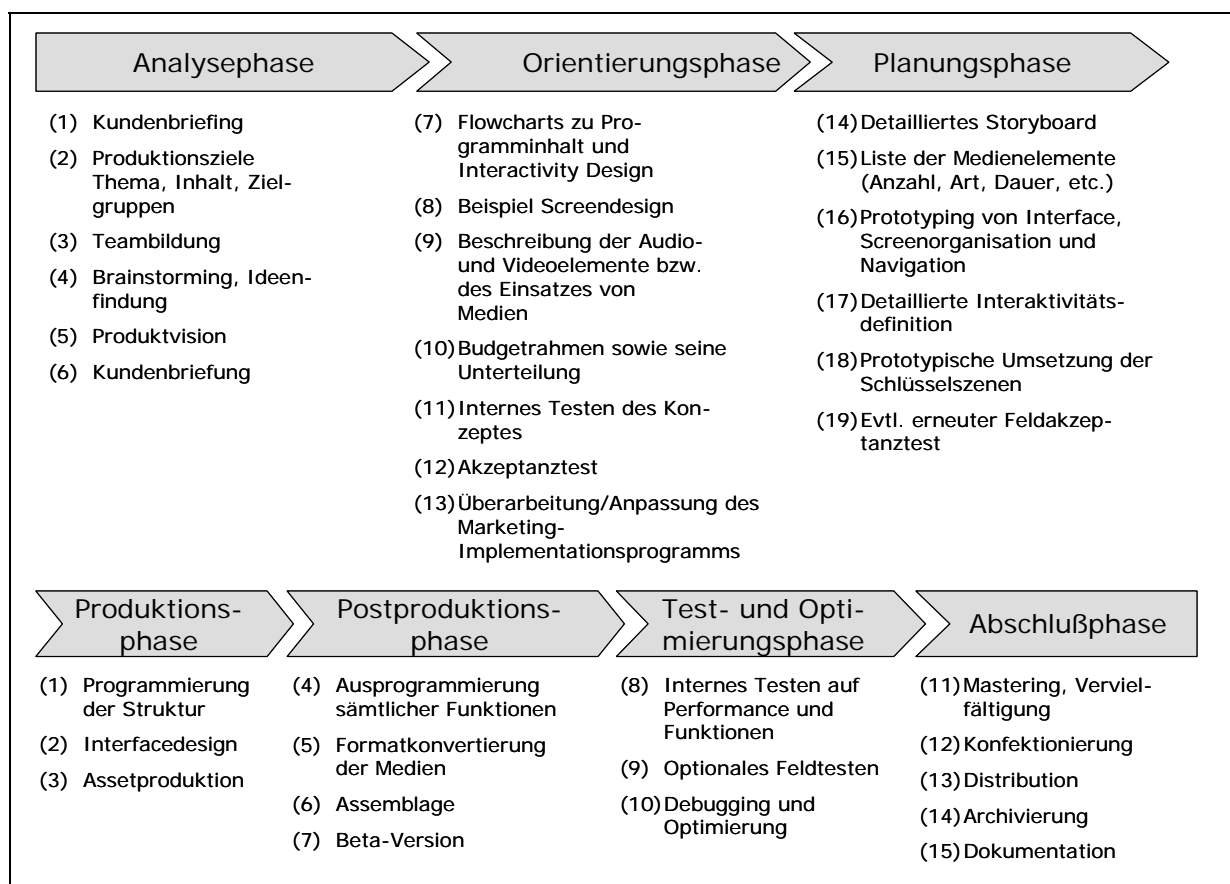 Analysephase
Orientierungsphase
Planungsphase
(1) Kundenbriefing
(2) Produktionsziele
Thema, Inhalt, Ziel-
gruppen
(3) Teambildung
(4) Brainstorming, Ideen-
findung
(5) Produktvision
(6) Kundenbriefung
(7) Flowcharts zu Pro-
gramminhalt und
Interactivity Design
(8) Beispiel Screendesign
(9) Beschreibung der Audio-
und Videoelemente bzw.
des Einsatzes von
Medien
(10) Budgetrahmen sowie seine
Unterteilung
(11) Internes Testen des Kon-
zeptes
(12) Akzeptanztest
(13) Überarbeitung/Anpassung des
Marketing-
Implementationsprogramms
(14) Detailliertes Storyboard
(15) Liste der Medienelemente
(Anzahl, Art, Dauer, etc.)
(16) Prototyping von Interface,
Screenorganisation und
Navigation
(17) Detaillierte Interaktivitäts-
definition
(18) Prototypische Umsetzung der
Schlüsselszenen
(19) Evtl. erneuter Feldakzep-
tanztest
Produktions-
phase
Postproduktions-
phase
Test- und Opti-
mierungsphase
Abschlußphase
(1) Programmierung
der Struktur
(2) Interfacedesign
(3) Assetproduktion
(4) Ausprogrammierung
sämtlicher Funktionen
(5) Formatkonvertierung
der Medien
(6) Assemblage
(7) Beta-Version
(8) Internes Testen auf
Performance und
Funktionen
(9) Optionales Feldtesten
(10) Debugging und
Optimierung
(11) Mastering, Verviel-
fältigung
(12) Konfektionierung
(13) Distribution
(14) Archivierung
(15) Dokumentation